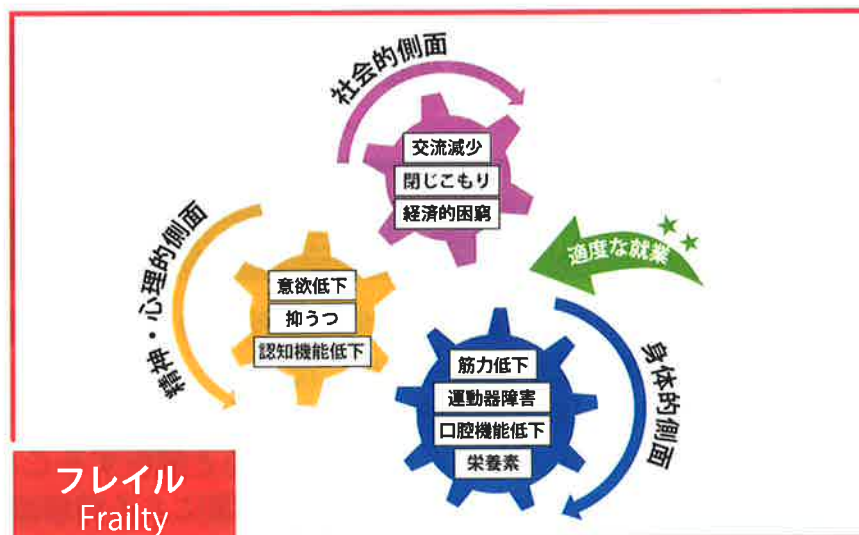 社会的側面
交流減少
閉じこもり
経済的困窮
適度な就業
精神・心理的側面
意欲低下
抑うつ
認知機能低下
身体的側面
筋力低下
運動器障害
口腔機能低下
栄養素
フレイル
Frailty